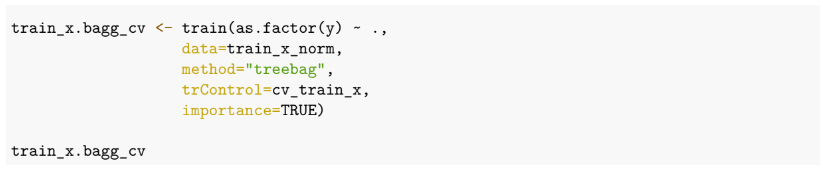 train_x.bagg_cv <- train(as.factor(y) ~ .,
data=train_x_norm,
method="treebag",
trControl=cv_train_x,
importance=TRUE)
train_x.bagg_cv